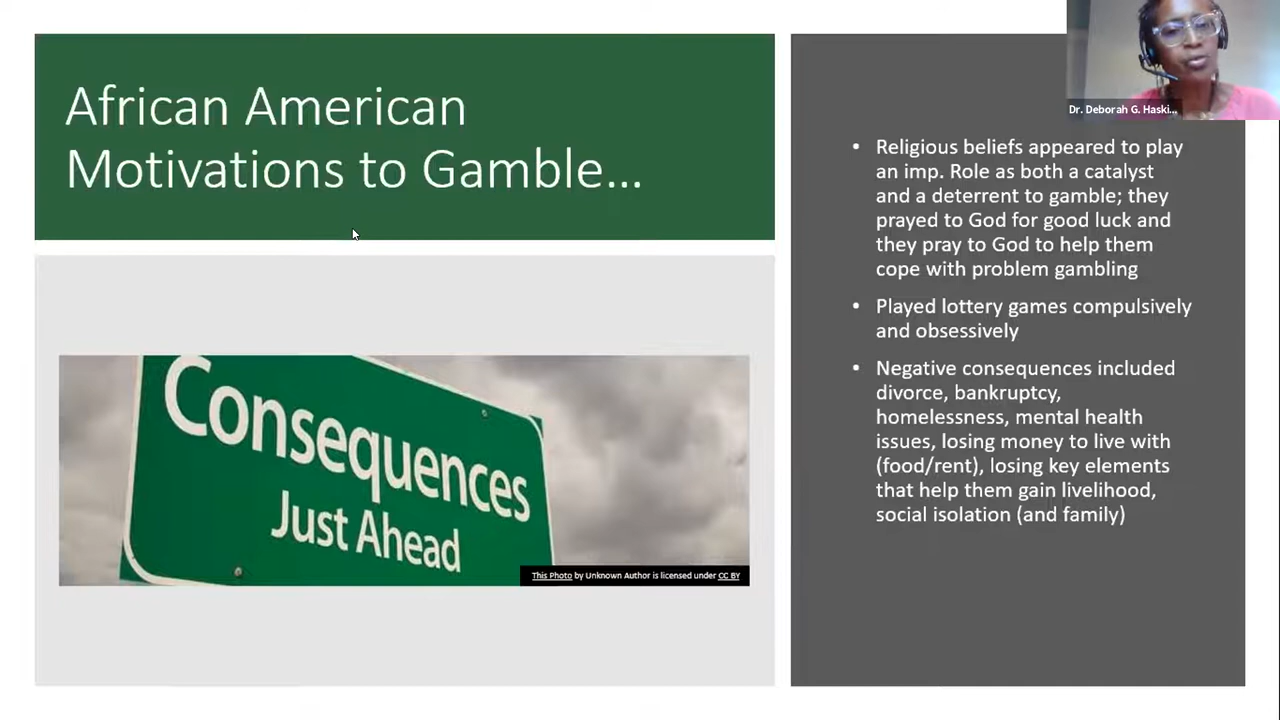 African American
Motivations to Gamble...
Dr. Deborah G. Haski...
Religious beliefs appeared to play
an imp. Role as both a catalyst
and a deterrent to gamble; they
prayed to God for good luck and
they pray to God to help them
cope with problem gambling
Played lottery games compulsively
and obsessively
Negative consequences included
divorce, bankruptcy,
homelessness, mental health
issues, losing money to live with
(food/rent), losing key elements
that help them gain livelihood,
social isolation (and family)
Consequences
Just Ahead
This Photo by Unknown Author is licensed under CC BY